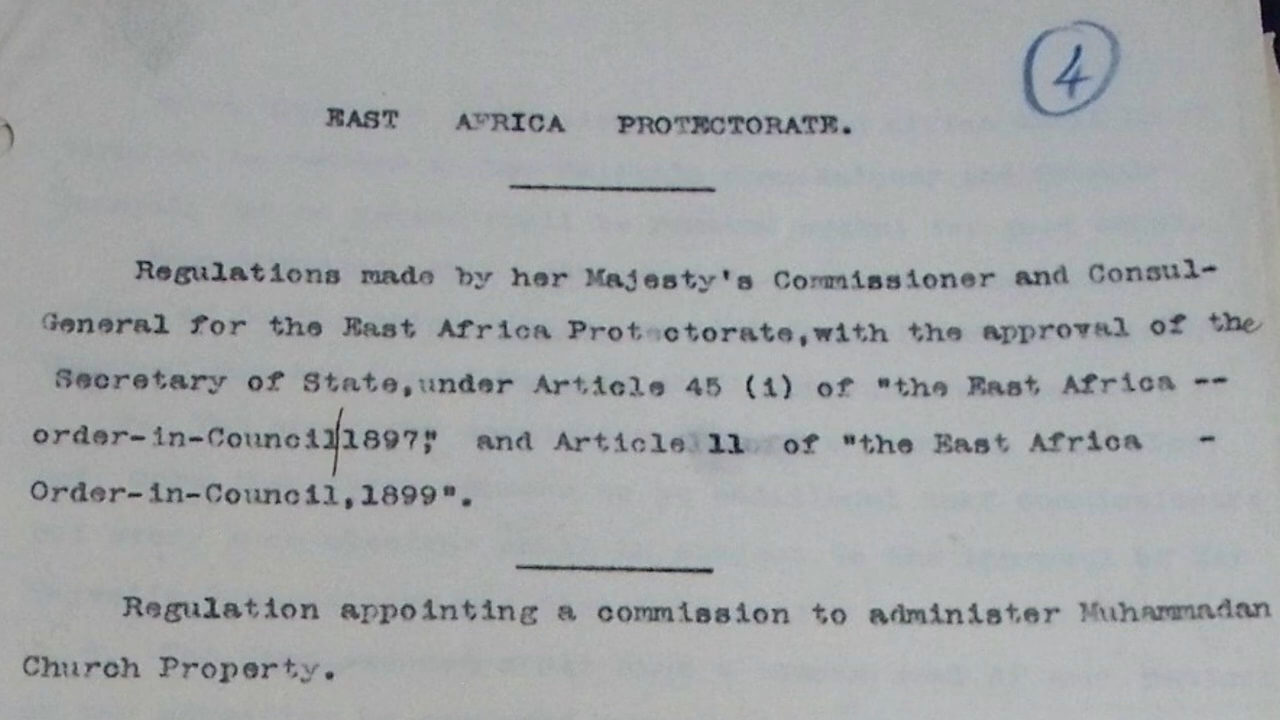 4
EAST AFRICA PROTECTORATE.
Regulations made by her Majesty's Commissioner and Consul-
General for the East Africa Protectorate,with the approval of the
Secretary of State,under Article 45 (i) of "the East Africa --
order-in-Council/1897;" and Article 11 of "the East Africa -
Order-in-Council,1899".
Regulation appointing a commission to administer Muhammadan
Church Property.